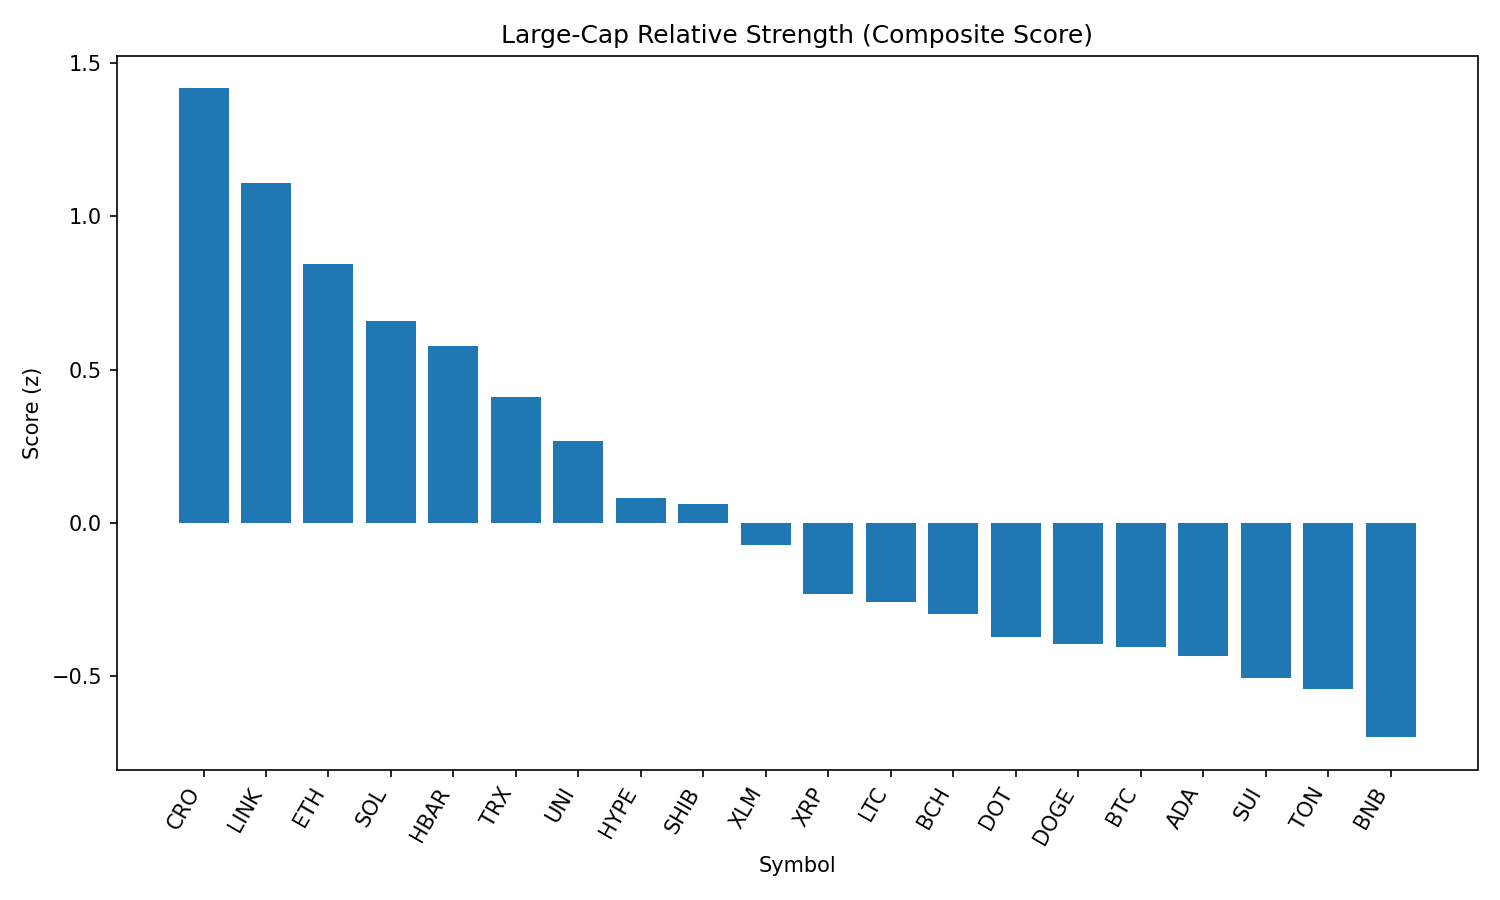 Large-Cap Relative Strength (Composite Score)
Score (z)
1.5
1.0
0.5
0.0
−0.5
CRO
LINK
ETH
SOL
HBAR
TRX
UNI
HYPE
SHIB
XLM
XRP
LTC
BCH
DOT
DOGE
BTC
ADA
SUI
TON
BNB
Symbol